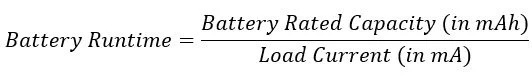 Battery Runtime = Battery Rated Capacity (in mAh) / Load Current (in mA)